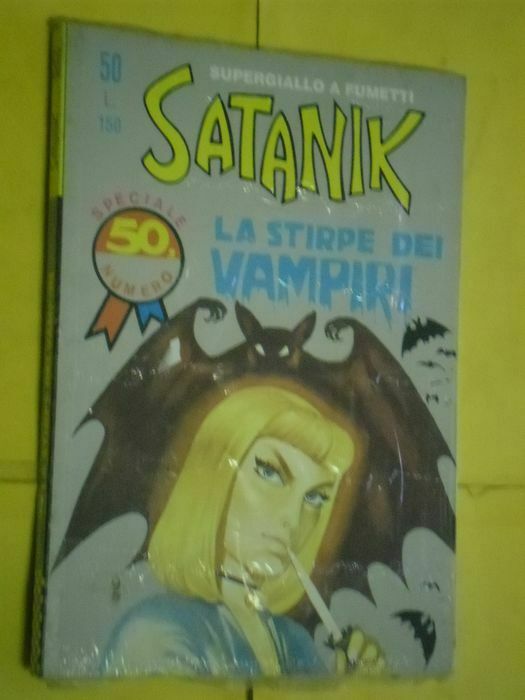 50
L.
150
SUPERGIALLO A FUMETTI
SATANIK
SPECIALE
50.
NUMERO
LA STIRPE DEI
VAMPIRI